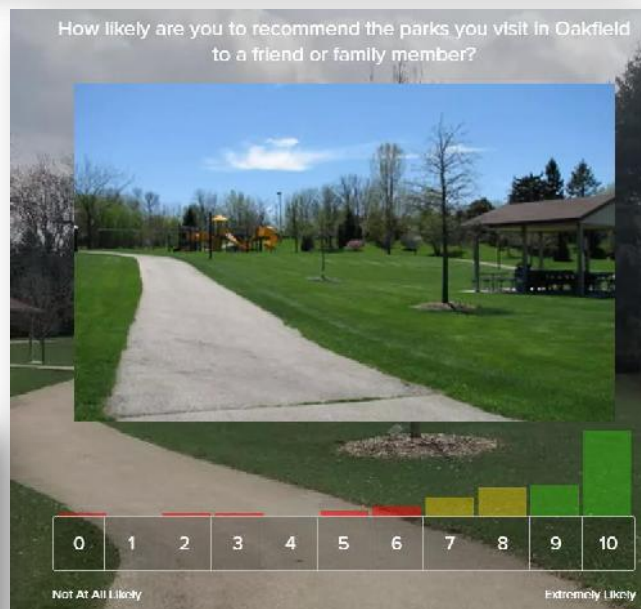 How likely are you to recommend the parks you visit in Oakfield
to a friend or family member?
0 1 2 3 4 5 6 7 8 9 10
Not At All Likely Extremely Likely